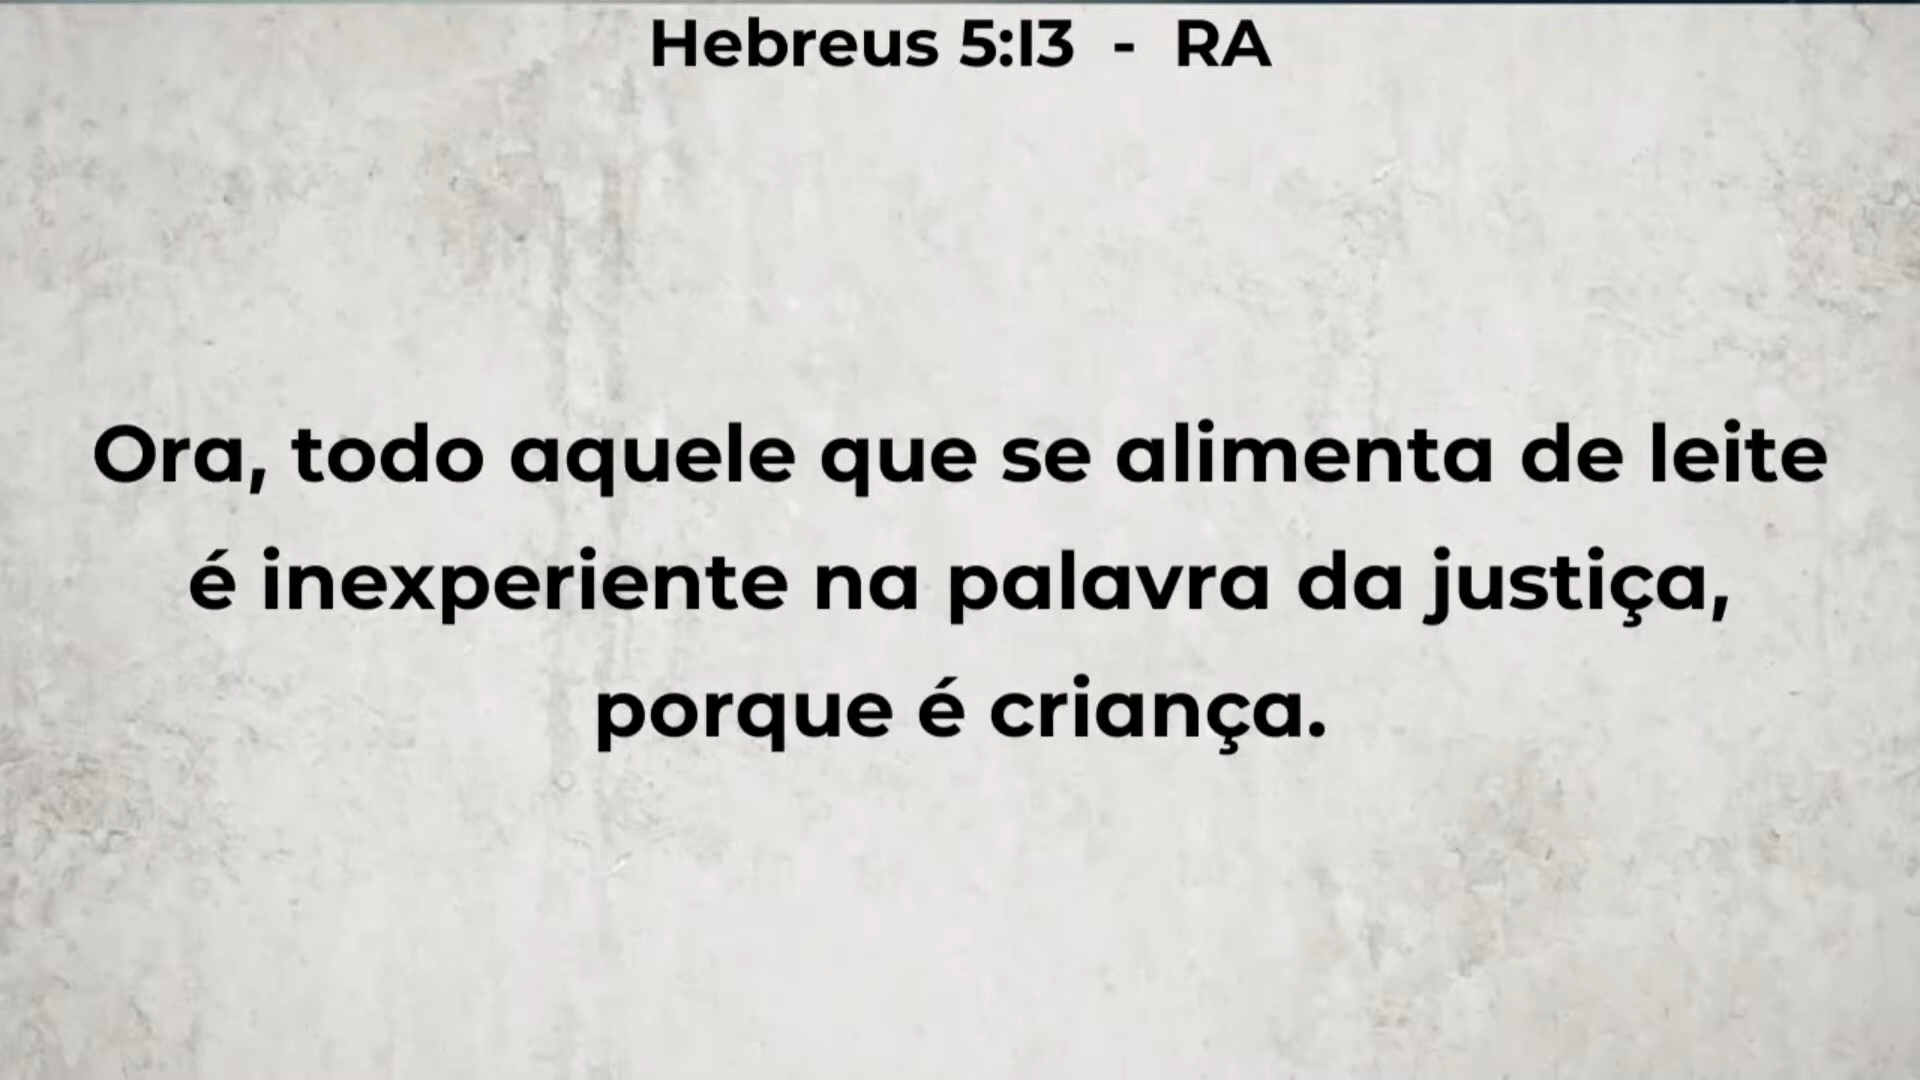 Hebreus 5:13 - RA
Ora, todo aquele que se alimenta de leite
é inexperiente na palavra da justiça,
porque é criança.